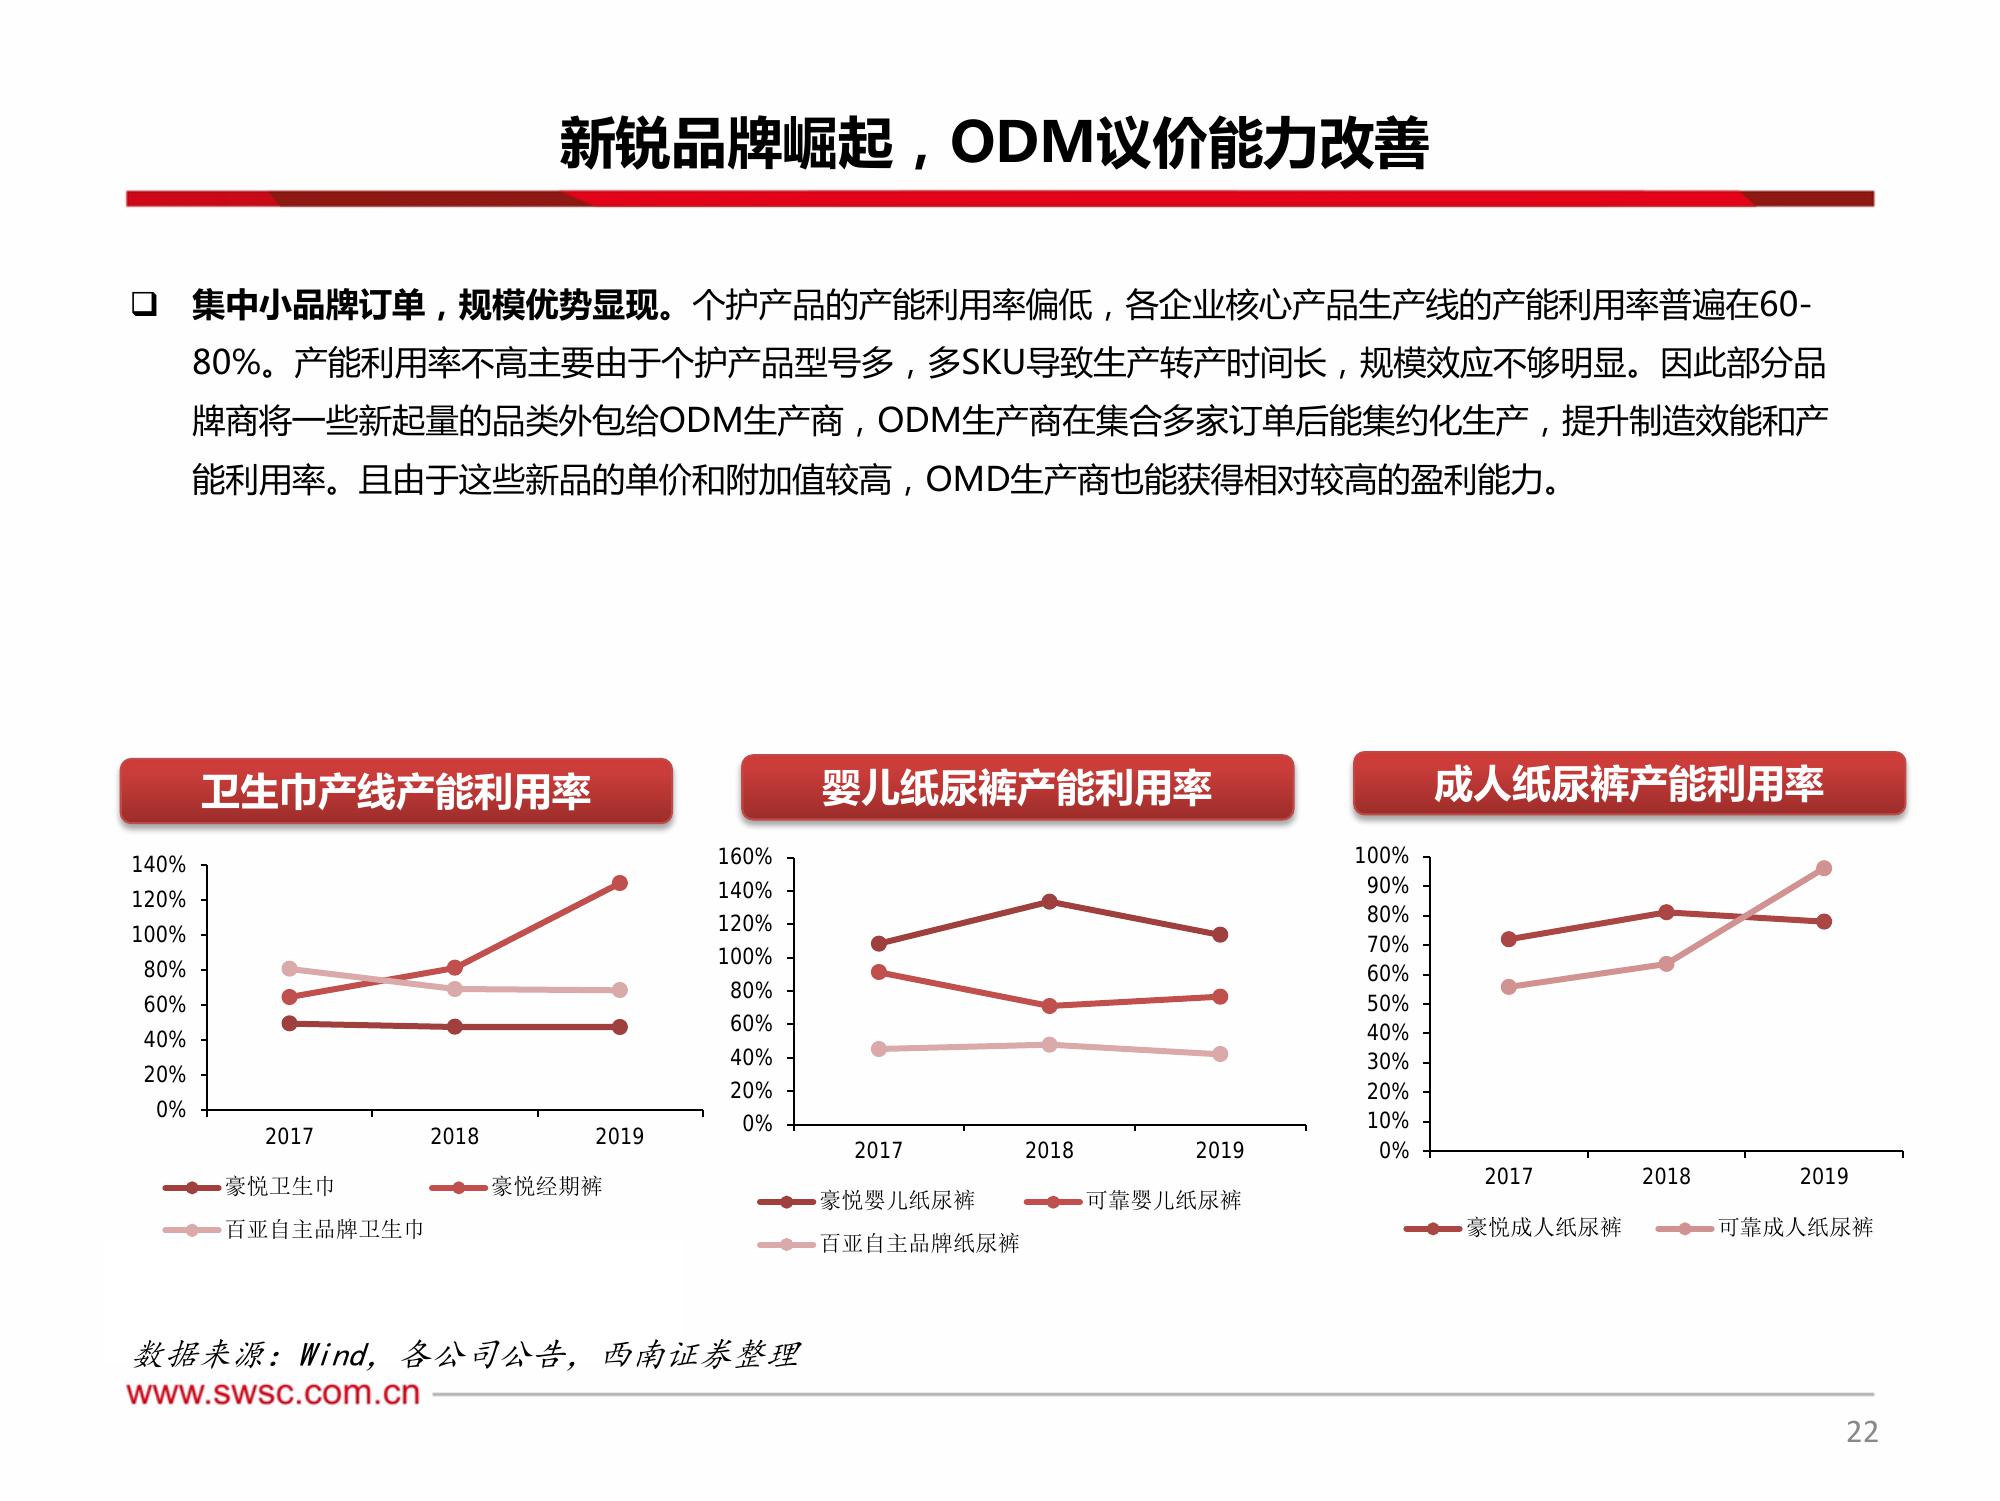 新锐品牌崛起，ODM议价能力改善
❑ 集中小品牌订单，规模优势显现。个护产品的产能利用率偏低，各企业核心产品生产线的产能利用率普遍在60-
80%。产能利用率不高主要由于个护产品型号多，多SKU导致生产转产时间长，规模效应不够明显。因此部分品
牌商将一些新起量的品类外包给ODM生产商，ODM生产商在集合多家订单后能集约化生产，提升制造效能和产
能利用率。且由于这些新品的单价和附加值较高，OMD生产商也能获得相对较高的盈利能力。
卫生巾产线产能利用率
140%
120%
100%
80%
60%
40%
20%
0%
2017 2018 2019
豪悦卫生巾 豪悦经期裤
百亚自主品牌卫生巾
婴儿纸尿裤产能利用率
160%
140%
120%
100%
80%
60%
40%
20%
0%
2017 2018 2019
豪悦婴儿纸尿裤 可靠婴儿纸尿裤
百亚自主品牌纸尿裤
成人纸尿裤产能利用率
100%
90%
80%
70%
60%
50%
40%
30%
20%
10%
0%
2017 2018 2019
豪悦成人纸尿裤 可靠成人纸尿裤
数据来源：Wind，各公司公告，西南证券整理
www.swsc.com.cn
22